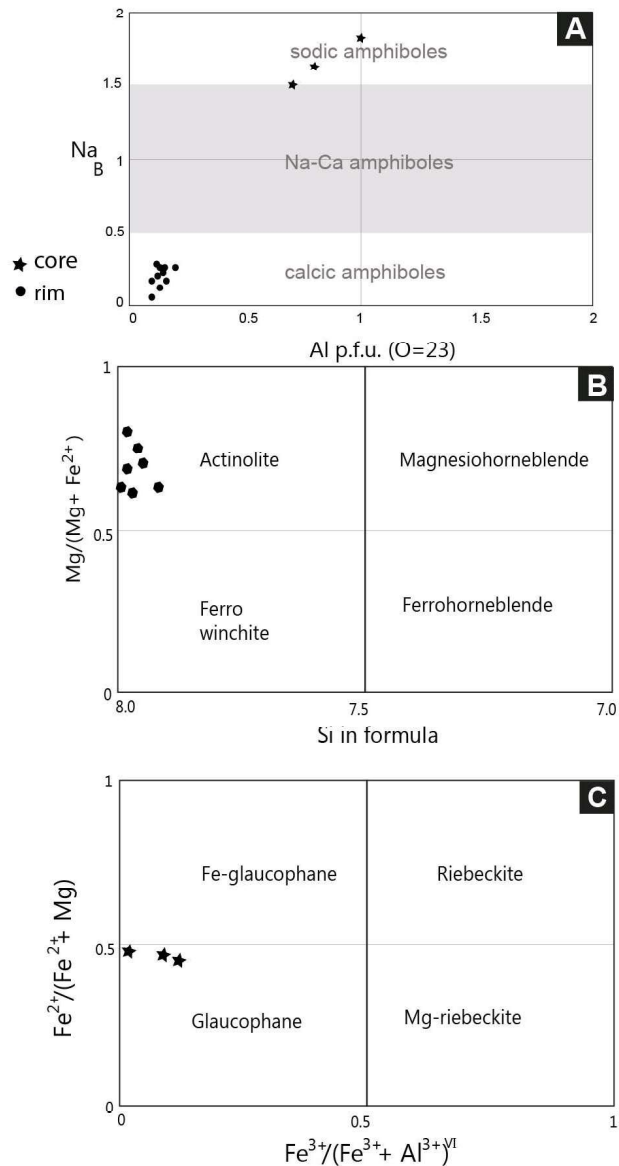 2
A
sodic amphiboles
1.5
Na
B
1
Na-Ca amphiboles
0.5
★ core
● rim
calcic amphiboles
0
0
0.5
1
1.5
2
Al p.f.u. (O=23)
1
B
Mg/(Mg+ Fe²⁺)
Actinolite
Magnesiohorneblende
0.5
Ferro
winchite
Ferrohorneblende
0
8.0
7.5
7.0
Si in formula
1
C
Fe²⁺/(Fe²⁺+ Mg)
Fe-glaucophane
Riebeckite
0.5
Glaucophane
Mg-riebeckite
0
0
0.5
1
Fe³⁺/(Fe³⁺+ Al³⁺)ⱽᴵ